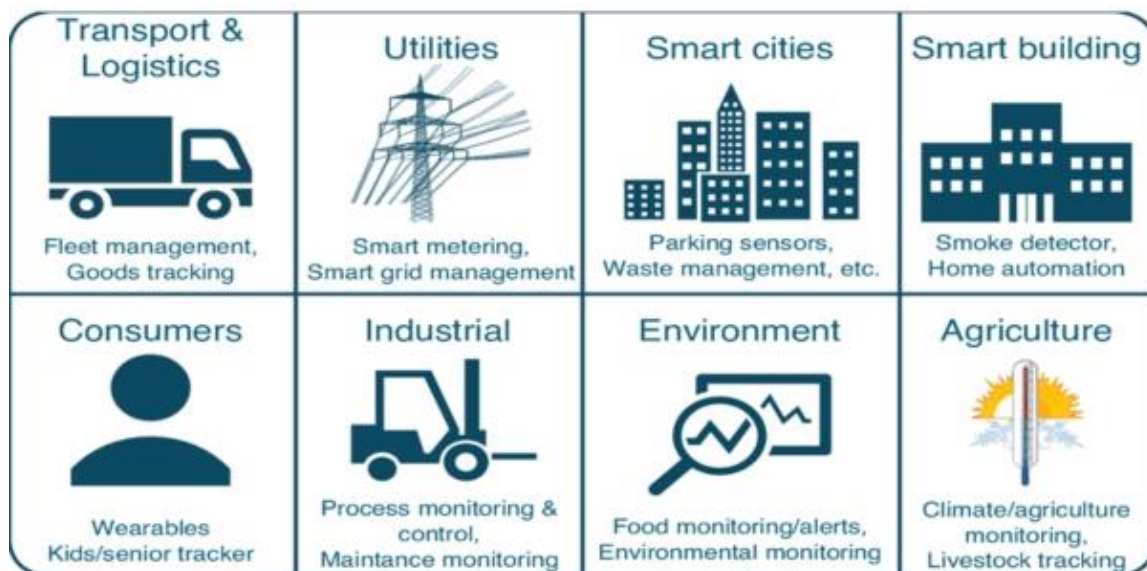 Transport &
Logistics
Fleet management,
Goods tracking
Utilities
Smart metering,
Smart grid management
Smart cities
Parking sensors,
Waste management, etc.
Smart building
Smoke detector,
Home automation
Consumers
Wearables
Kids/senior tracker
Industrial
Process monitoring &
control,
Maintance monitoring
Environment
Food monitoring/alerts,
Environmental monitoring
Agriculture
Climate/agriculture
monitoring,
Livestock tracking